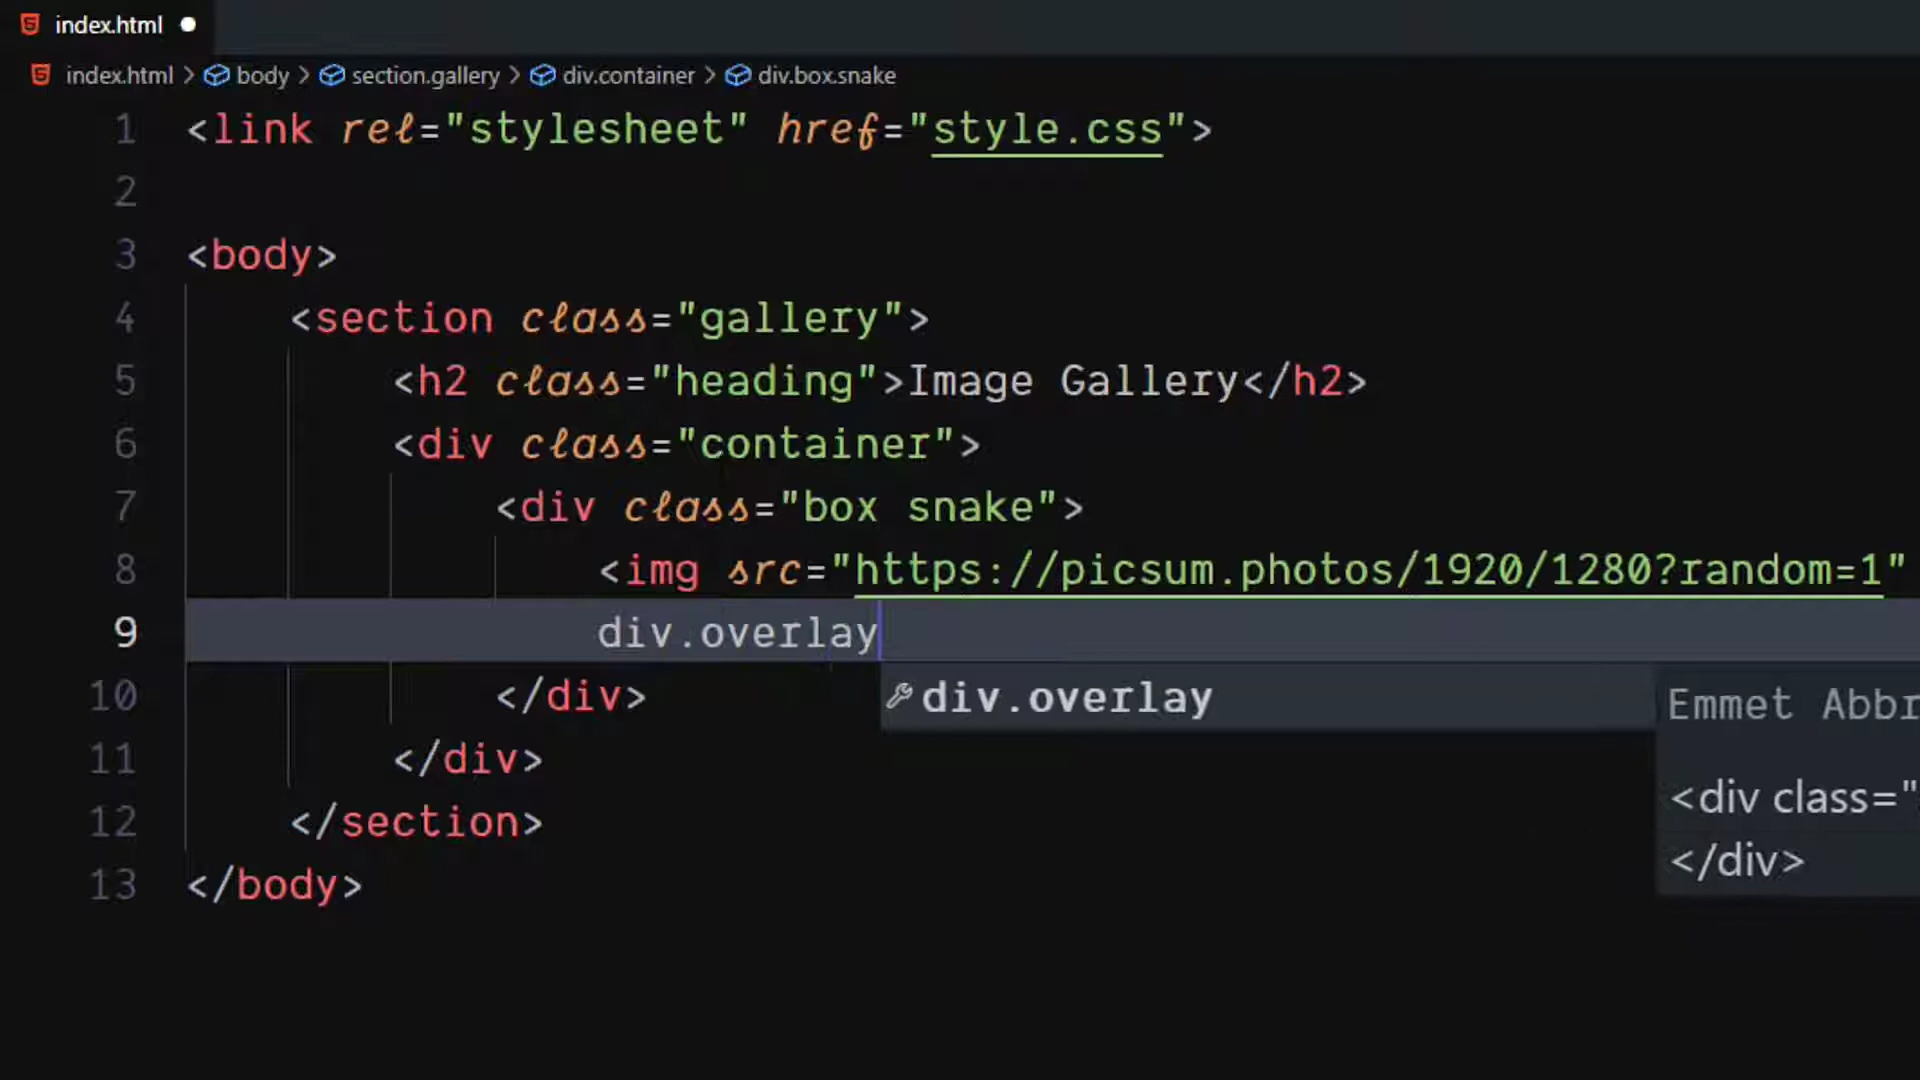 index.html
index.html > body > section.gallery > div.container > div.box.snake
1 <link rel="stylesheet" href="style.css">
2
3 <body>
4 <section class="gallery">
5 <h2 class="heading">Image Gallery</h2>
6 <div class="container">
7 <div class="box snake">
8 <img src="https://picsum.photos/1920/1280?random=1"
9 div.overlay
10 </div>
div.overlay
Emmet Abbr
11 </div>
<div class="
12 </section>
</div>
13 </body>